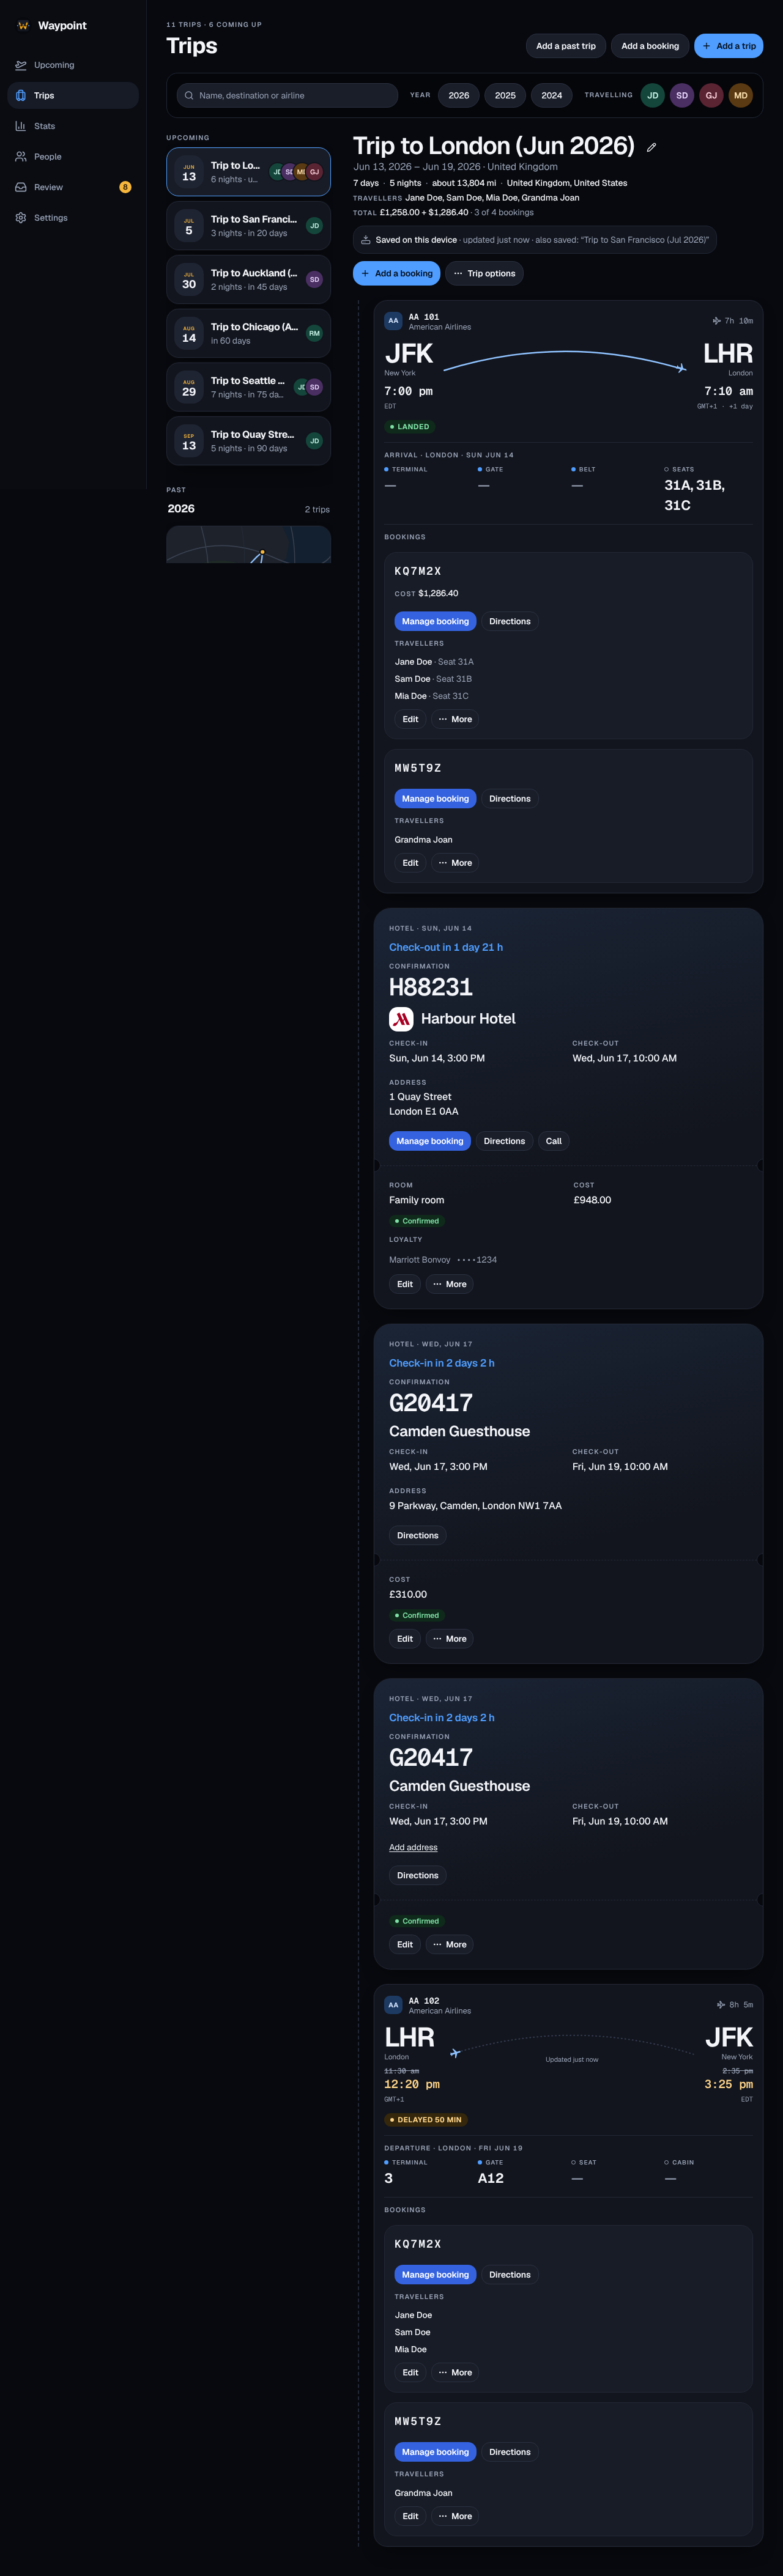 Waypoint
Upcoming
Trips
Stats
People
Review 8
Settings
11 TRIPS · 6 COMING UP
Trips
Add a past trip
Add a booking
+ Add a trip
Name, destination or airline
YEAR 2026 2025 2024
TRAVELLING JD SD GJ MD
UPCOMING
JUN 13
Trip to Lo...
6 nights · u...
GJ
JUL 5
Trip to San Franci...
3 nights · in 20 days
JD
JUL 30
Trip to Auckland (...
2 nights · in 45 days
SD
AUG 14
Trip to Chicago (A...
in 60 days
RM
AUG 29
Trip to Seattle ...
7 nights · in 75 da...
SD
SEP 13
Trip to Quay Stre...
5 nights · in 90 days
JD
PAST
2026 2 trips
Trip to London (Jun 2026)
Jun 13, 2026 – Jun 19, 2026 · United Kingdom
7 days · 5 nights · about 13,804 mi · United Kingdom, United States
TRAVELLERS Jane Doe, Sam Doe, Mia Doe, Grandma Joan
TOTAL £1,258.00 + $1,286.40 · 3 of 4 bookings
Saved on this device · updated just now · also saved: “Trip to San Francisco (Jul 2026)”
+ Add a booking
··· Trip options
AA
AA 101
American Airlines
7h 10m
JFK LHR
New York London
7:00 pm 7:10 am
EDT GMT+1 · +1 day
LANDED
ARRIVAL · LONDON · SUN JUN 14
TERMINAL GATE BELT SEATS
— — — 31A, 31B,
31C
BOOKINGS
KQ7M2X
COST $1,286.40
Manage booking Directions
TRAVELLERS
Jane Doe · Seat 31A
Sam Doe · Seat 31B
Mia Doe · Seat 31C
Edit ··· More
MW5T9Z
Manage booking Directions
TRAVELLERS
Grandma Joan
Edit ··· More
HOTEL · SUN, JUN 14
Check-out in 1 day 21 h
CONFIRMATION
H88231
Harbour Hotel
CHECK-IN CHECK-OUT
Sun, Jun 14, 3:00 PM Wed, Jun 17, 10:00 AM
ADDRESS
1 Quay Street
London E1 0AA
Manage booking Directions Call
ROOM COST
Family room £948.00
Confirmed
LOYALTY
Marriott Bonvoy ••••1234
Edit ··· More
HOTEL · WED, JUN 17
Check-in in 2 days 2 h
CONFIRMATION
G20417
Camden Guesthouse
CHECK-IN CHECK-OUT
Wed, Jun 17, 3:00 PM Fri, Jun 19, 10:00 AM
ADDRESS
9 Parkway, Camden, London NW1 7AA
Directions
COST
£310.00
Confirmed
Edit ··· More
HOTEL · WED, JUN 17
Check-in in 2 days 2 h
CONFIRMATION
G20417
Camden Guesthouse
CHECK-IN CHECK-OUT
Wed, Jun 17, 3:00 PM Fri, Jun 19, 10:00 AM
Add address
Directions
Confirmed
Edit ··· More
AA
AA 102
American Airlines
8h 5m
LHR JFK
London New York
Updated just now
11:30 am 2:35 pm
12:20 pm 3:25 pm
GMT+1 EDT
DELAYED 50 MIN
DEPARTURE · LONDON · FRI JUN 19
TERMINAL GATE SEAT CABIN
3 A12 — —
BOOKINGS
KQ7M2X
Manage booking Directions
TRAVELLERS
Jane Doe
Sam Doe
Mia Doe
Edit ··· More
MW5T9Z
Manage booking Directions
TRAVELLERS
Grandma Joan
Edit ··· More